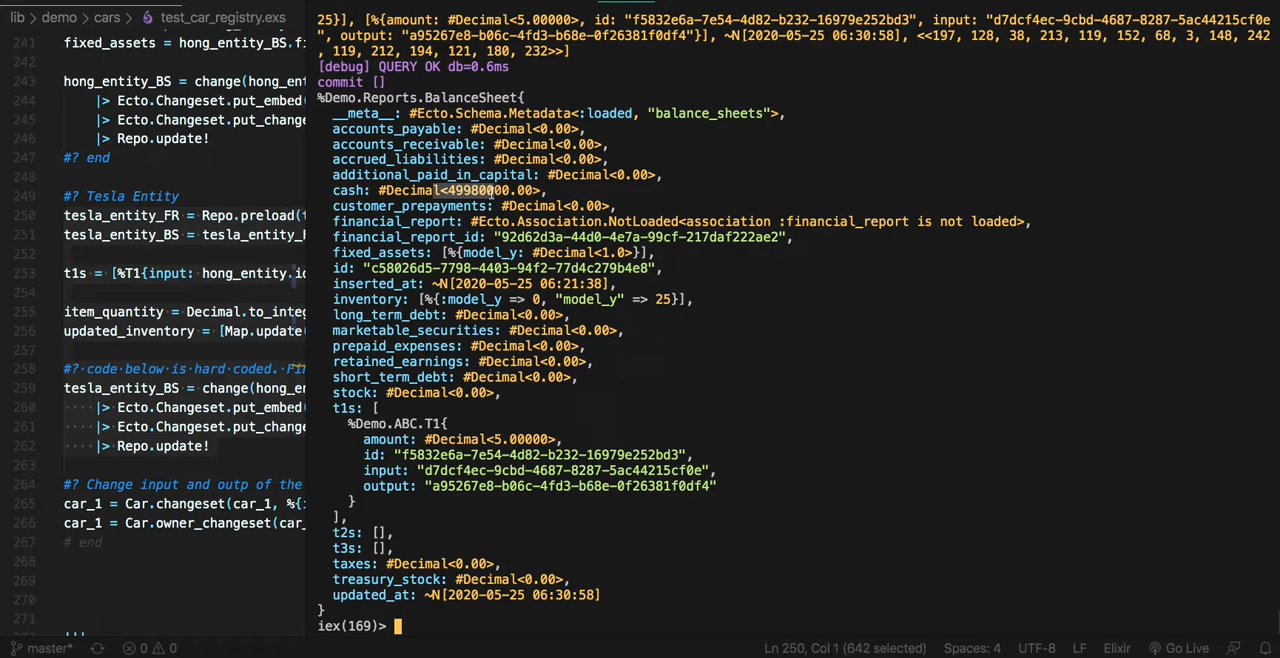 lib > demo > cars > test_car_registry.exs
241 fixed_assets = hong_entity_BS.fi
242
243 hong_entity_BS = change(hong_ent
244 |> Ecto.Changeset.put_embed(
245 |> Ecto.Changeset.put_change
246 |> Repo.update!
247 #? end
248
249 #? Tesla Entity
250 tesla_entity_FR = Repo.preload(t
251 tesla_entity_BS = tesla_entity_F
252
253 t1s = [%T1{input: hong_entity.id
254
255 item_quantity = Decimal.to_integ
256 updated_inventory = [Map.update(
257
258 #? code below is hard coded. Fin
259 tesla_entity_BS = change(hong_en
260 |> Ecto.Changeset.put_embed(
261 |> Ecto.Changeset.put_change
262 |> Repo.update!
263
264 #? Change input and outp of the
265 car_1 = Car.changeset(car_1, %{i
266 car_1 = Car.owner_changeset(car_
267 # end
268
269
270
271
25}], [%{amount: #Decimal<5.00000>, id: "f5832e6a-7e54-4d82-b232-16979e252bd3", input: "d7dcf4ec-9cbd-4687-8287-5ac44215cf0e
", output: "a95267e8-b06c-4fd3-b68e-0f26381f0df4"}], ~N[2020-05-25 06:30:58], <<197, 128, 38, 213, 119, 152, 68, 3, 148, 242
, 119, 212, 194, 121, 180, 232>>]
[debug] QUERY OK db=0.6ms
commit []
%Demo.Reports.BalanceSheet{
__meta__: #Ecto.Schema.Metadata<:loaded, "balance_sheets">,
accounts_payable: #Decimal<0.00>,
accounts_receivable: #Decimal<0.00>,
accrued_liabilities: #Decimal<0.00>,
additional_paid_in_capital: #Decimal<0.00>,
cash: #Decimal<49980000.00>,
customer_prepayments: #Decimal<0.00>,
financial_report: #Ecto.Association.NotLoaded<association :financial_report is not loaded>,
financial_report_id: "92d62d3a-44d0-4e7a-99cf-217daf222ae2",
fixed_assets: [%{model_y: #Decimal<1.0>}],
id: "c58026d5-7798-4403-94f2-77d4c279b4e8",
inserted_at: ~N[2020-05-25 06:21:38],
inventory: [%{:model_y => 0, "model_y" => 25}],
long_term_debt: #Decimal<0.00>,
marketable_securities: #Decimal<0.00>,
prepaid_expenses: #Decimal<0.00>,
retained_earnings: #Decimal<0.00>,
short_term_debt: #Decimal<0.00>,
stock: #Decimal<0.00>,
t1s: [
%Demo.ABC.T1{
amount: #Decimal<5.00000>,
id: "f5832e6a-7e54-4d82-b232-16979e252bd3",
input: "d7dcf4ec-9cbd-4687-8287-5ac44215cf0e",
output: "a95267e8-b06c-4fd3-b68e-0f26381f0df4"
}
],
t2s: [],
t3s: [],
taxes: #Decimal<0.00>,
treasury_stock: #Decimal<0.00>,
updated_at: ~N[2020-05-25 06:30:58]
}
iex(169)>
master* 0 0 Ln 250, Col 1 (642 selected) Spaces: 4 UTF-8 LF Elixir Go Live